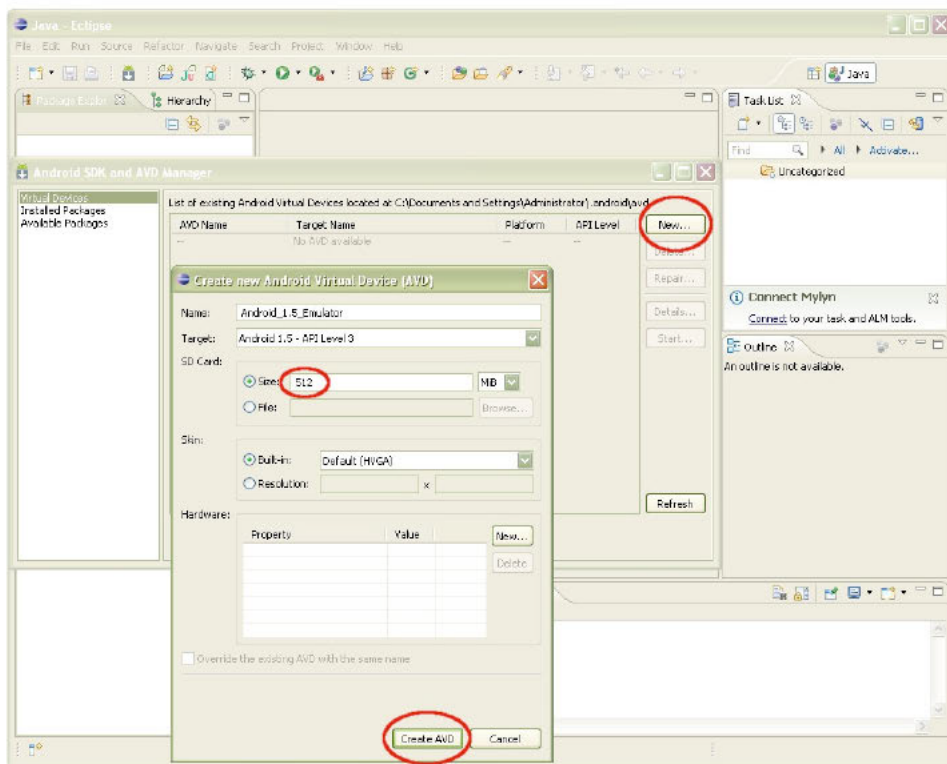 Java - Eclipse
File Edit Run Source Refactor Navigate Search Project Window Help
Java
Package Explor
Hierarchy
Task List
Find
All
Activate...
Uncategorized
Android SDK and AVD Manager
Virtual Devices
Installed Packages
Available Packages
List of existing Android Virtual Devices located at C:\Documents and Settings\Administrator\.android\avd
AVD Name Target Name Platform API Level
-- No AVD available -- --
New...
Delete...
Repair...
Details...
Start...
Refresh
Connect Mylyn
Connect to your task and ALM tools.
Outline
An outline is not available.
Create new Android Virtual Device (AVD)
Name: Android_1.5_Emulator
Target: Android 1.5 - API Level 3
SD Card:
Size: 512 MiB
File: Browse...
Skin:
Built-in: Default (HVGA)
Resolution: x
Hardware:
Property Value New...
Delete
Override the existing AVD with the same name
Create AVD Cancel